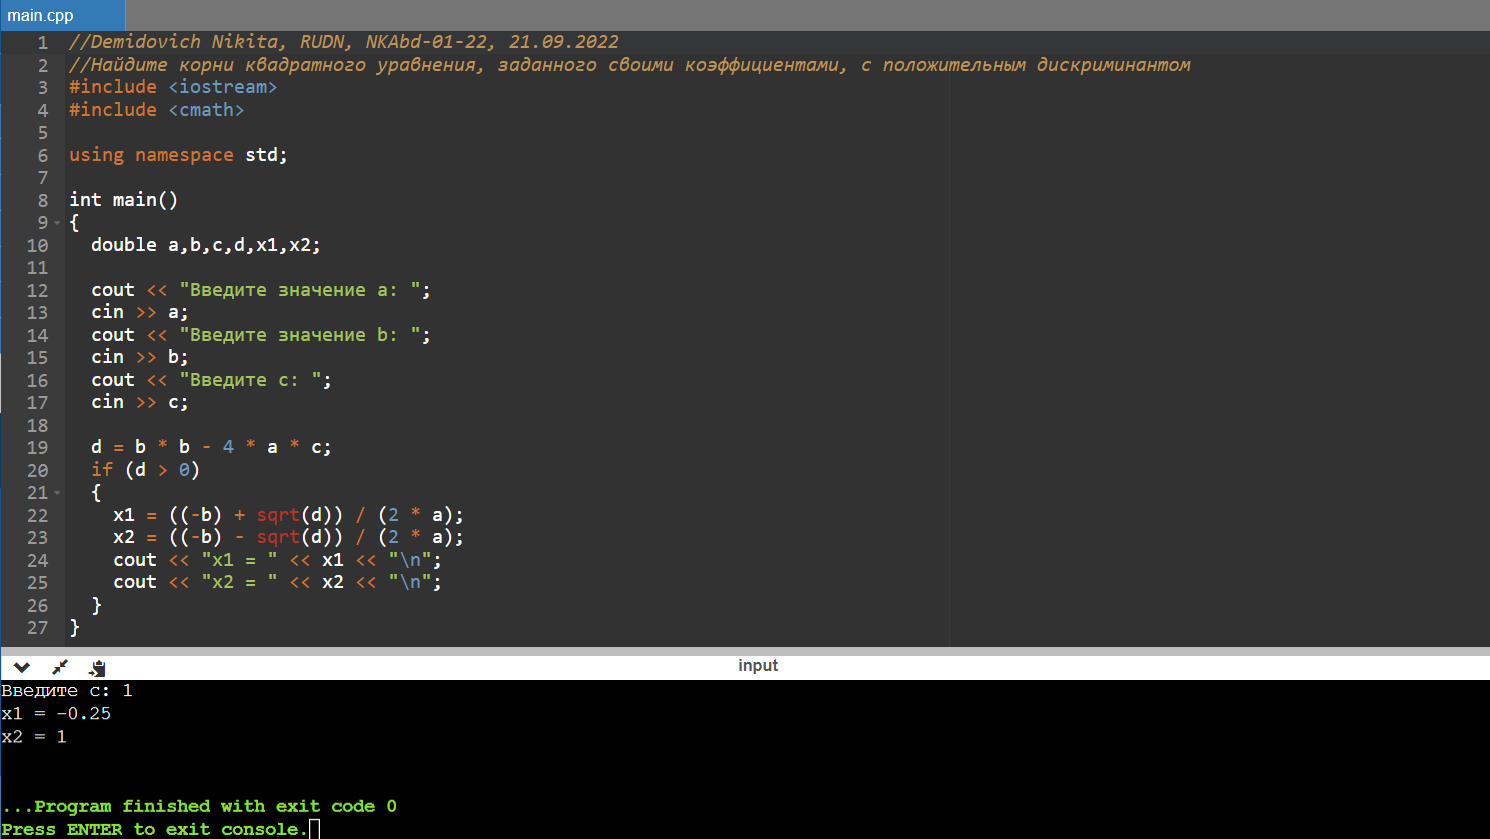 main.cpp
1 //Demidovich Nikita, RUDN, NKAbd-01-22, 21.09.2022
2 //Найдите корни квадратного уравнения, заданного своими коэффициентами, с положительным дискриминантом
3 #include <iostream>
4 #include <cmath>
5
6 using namespace std;
7
8 int main()
9 {
10 double a,b,c,d,x1,x2;
11
12 cout << "Введите значение a: ";
13 cin >> a;
14 cout << "Введите значение b: ";
15 cin >> b;
16 cout << "Введите c: ";
17 cin >> c;
18
19 d = b * b - 4 * a * c;
20 if (d > 0)
21 {
22 x1 = ((-b) + sqrt(d)) / (2 * a);
23 x2 = ((-b) - sqrt(d)) / (2 * a);
24 cout << "x1 = " << x1 << "\n";
25 cout << "x2 = " << x2 << "\n";
26 }
27 }
input
Введите c: 1
x1 = -0.25
x2 = 1
...Program finished with exit code 0
Press ENTER to exit console.